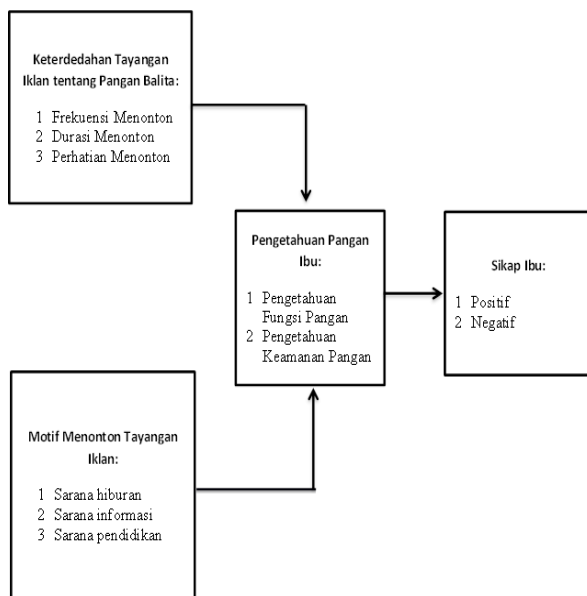 Keterdedahan Tayangan
Iklan tentang Pangan Balita:
1 Frekuensi Menonton
2 Durasi Menonton
3 Perhatian Menonton
Pengetahuan Pangan
Ibu:
1 Pengetahuan
Fungsi Pangan
2 Pengetahuan
Keamanan Pangan
Sikap Ibu:
1 Positif
2 Negatif
Motif Menonton Tayangan
Iklan:
1 Sarana hiburan
2 Sarana informasi
3 Sarana pendidikan